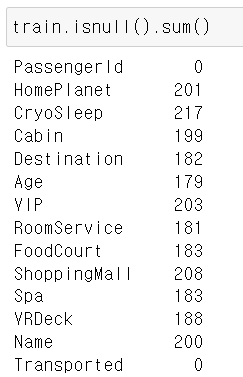 train.isnull().sum()
PassengerId 0
HomePlanet 201
CryoSleep 217
Cabin 199
Destination 182
Age 179
VIP 203
RoomService 181
FoodCourt 183
ShoppingMall 208
Spa 183
VRDeck 188
Name 200
Transported 0